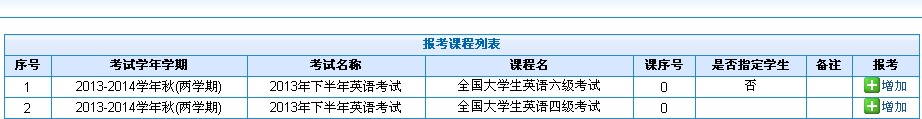 报考课程列表
序号 考试学年学期 考试名称 课程名 课序号 是否指定学生 备注 报考
1 2013-2014学年秋(两学期) 2013年下半年英语考试 全国大学生英语六级考试 0 否 增加
2 2013-2014学年秋(两学期) 2013年下半年英语考试 全国大学生英语四级考试 0 增加